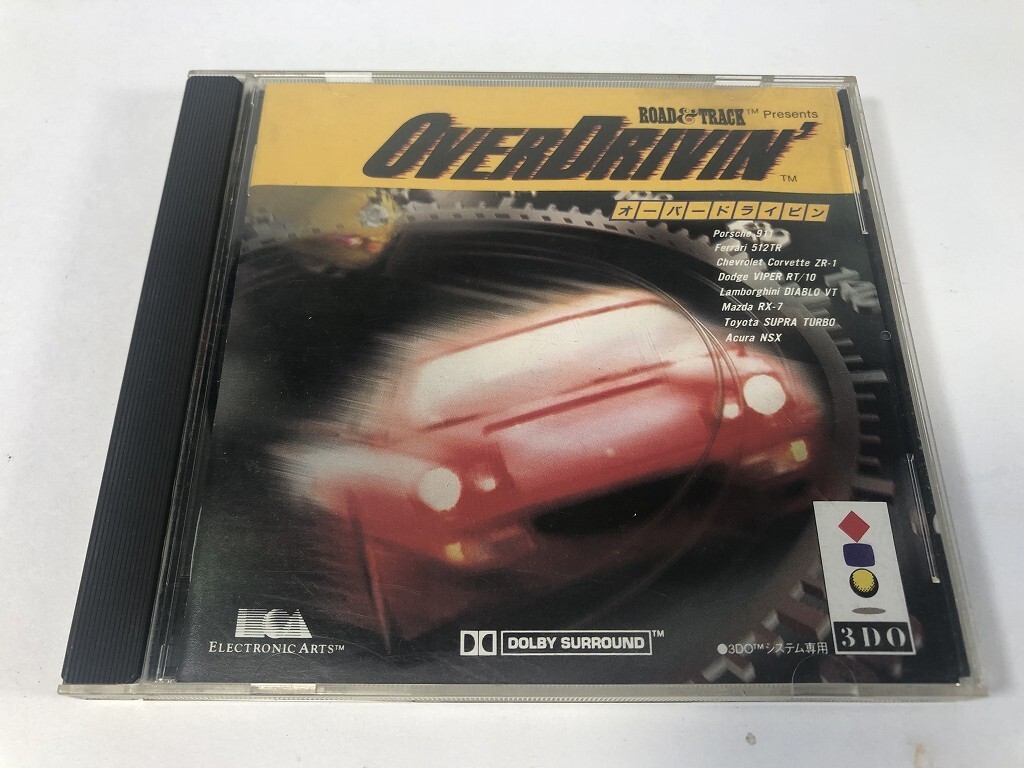 ROAD & TRACK™ Presents
OVERDRIVIN'™
オーバードライビン
Porsche 911
Ferrari 512TR
Chevrolet Corvette ZR-1
Dodge VIPER RT/10
Lamborghini DIABLO VT
Mazda RX-7
Toyota SUPRA TURBO
Acura NSX
ELECTRONIC ARTS™
DOLBY SURROUND™
●3DO™システム専用
3DO